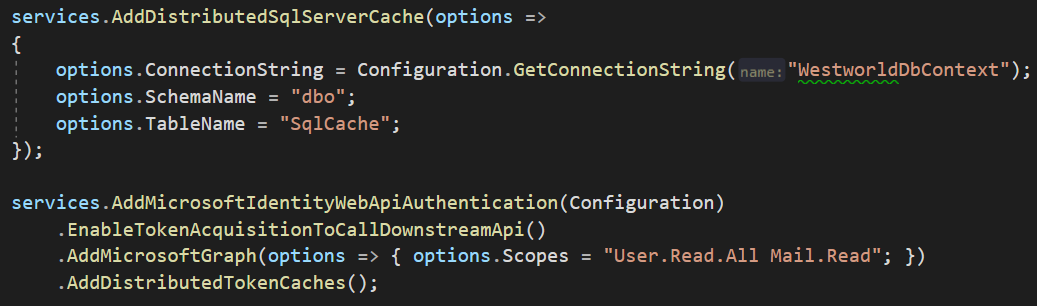 services.AddDistributedSqlServerCache(options =>
{
    options.ConnectionString = Configuration.GetConnectionString(name:"WestworldDbContext");
    options.SchemaName = "dbo";
    options.TableName = "SqlCache";
});
services.AddMicrosoftIdentityWebApiAuthentication(Configuration)
    .EnableTokenAcquisitionToCallDownstreamApi()
    .AddMicrosoftGraph(options => { options.Scopes = "User.Read.All Mail.Read"; })
    .AddDistributedTokenCaches();